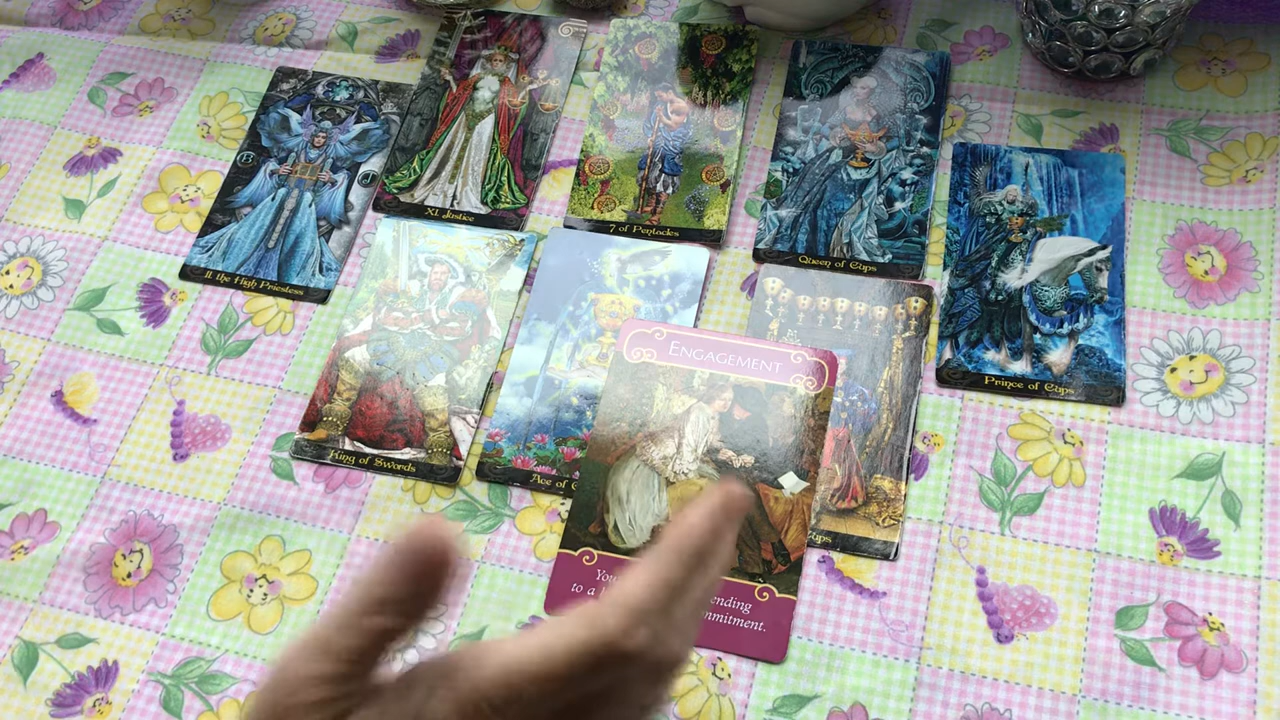 II. the High Priestess
XI Justice
7 of Pentacles
Queen of Cups
Prince of Cups
King of Swords
Ace of
ENGAGEMENT
ups
You ending
to a mmitment.